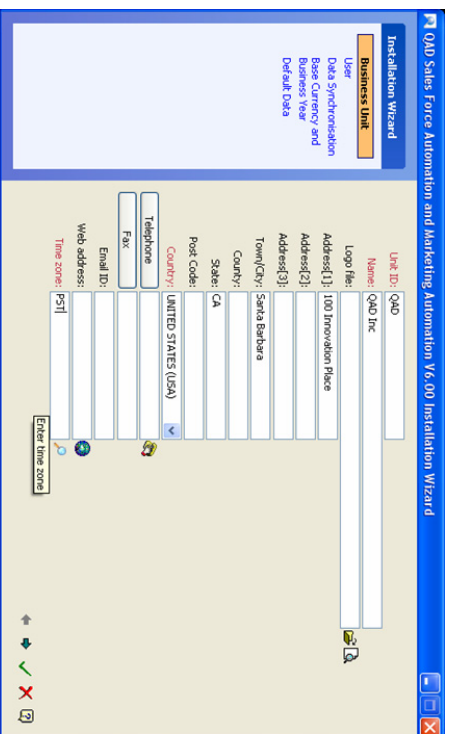 QAD Sales Force Automation and Marketing Automation V6.00 Installation Wizard
Installation Wizard
Business Unit
User
Data Synchronisation
Base Currency and
Business Year
Default Data
Unit ID: QAD
Name: QAD Inc
Logo file:
Address[1]: 100 Innovation Place
Address[2]:
Address[3]:
Town/City: Santa Barbara
County:
State: CA
Post Code:
Country: UNITED STATES (USA)
Telephone
Fax
Email ID:
Web address:
Time zone: PST
Enter time zone